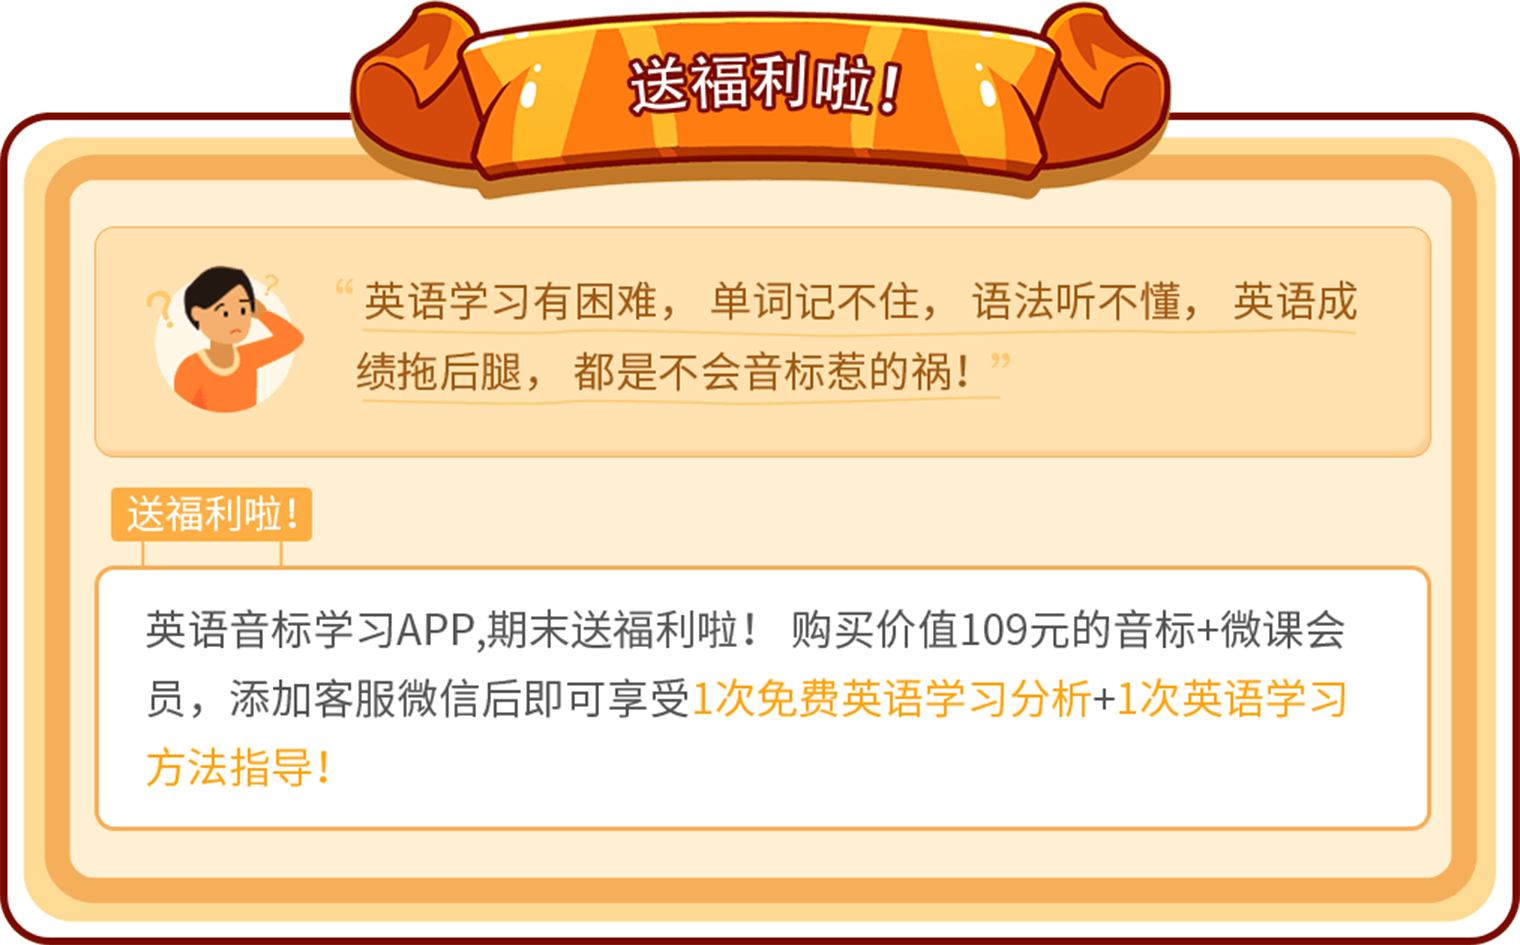 送福利啦！
“英语学习有困难， 单词记不住， 语法听不懂， 英语成
绩拖后腿， 都是不会音标惹的祸！”
送福利啦！
英语音标学习APP,期末送福利啦！ 购买价值109元的音标+微课会
员，添加客服微信后即可享受1次免费英语学习分析+1次英语学习
方法指导！